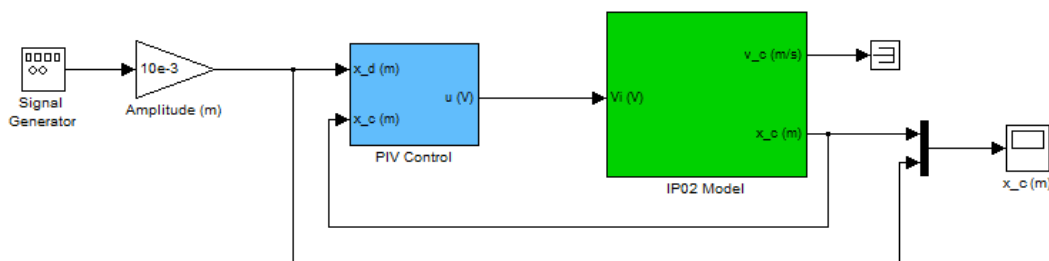 Signal
Generator
10e-3
Amplitude (m)
x_d (m)
u (V)
x_c (m)
PIV Control
v_c (m/s)
Vi (V)
x_c (m)
IP02 Model
x_c (m)